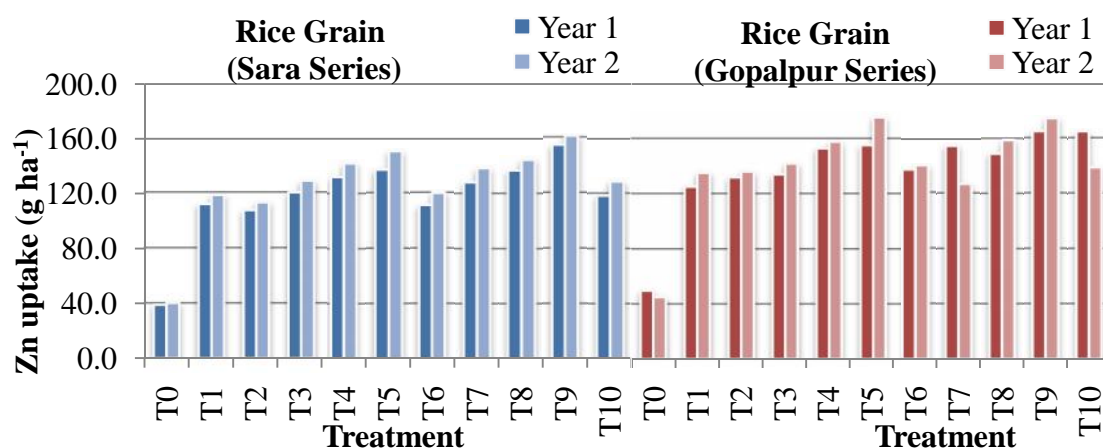 Rice Grain
(Sara Series)
Year 1
Year 2
Rice Grain
(Gopalpur Series)
Year 1
Year 2
Zn uptake (g ha-1)
200.0
160.0
120.0
80.0
40.0
0.0
T0 T1 T2 T3 T4 T5 T6 T7 T8 T9 T10
T0 T1 T2 T3 T4 T5 T6 T7 T8 T9 T10
Treatment
Treatment